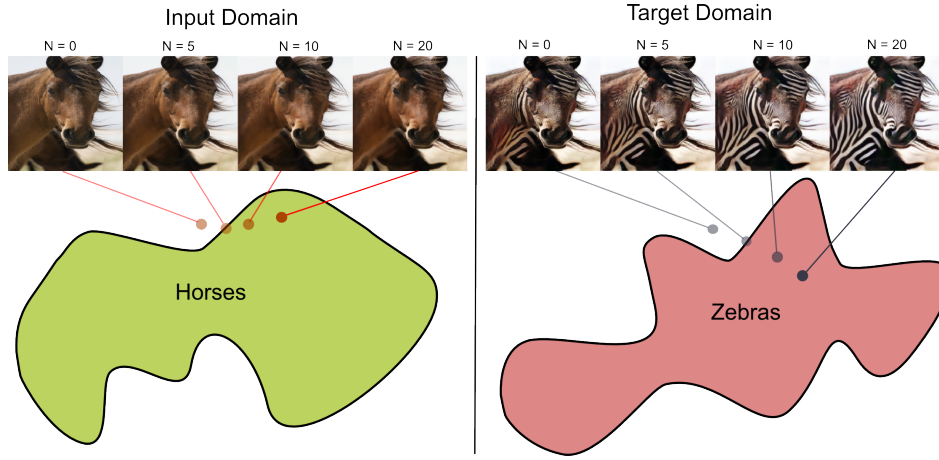 Input Domain
N = 0
N = 5
N = 10
N = 20
Horses
Target Domain
N = 0
N = 5
N = 10
N = 20
Zebras